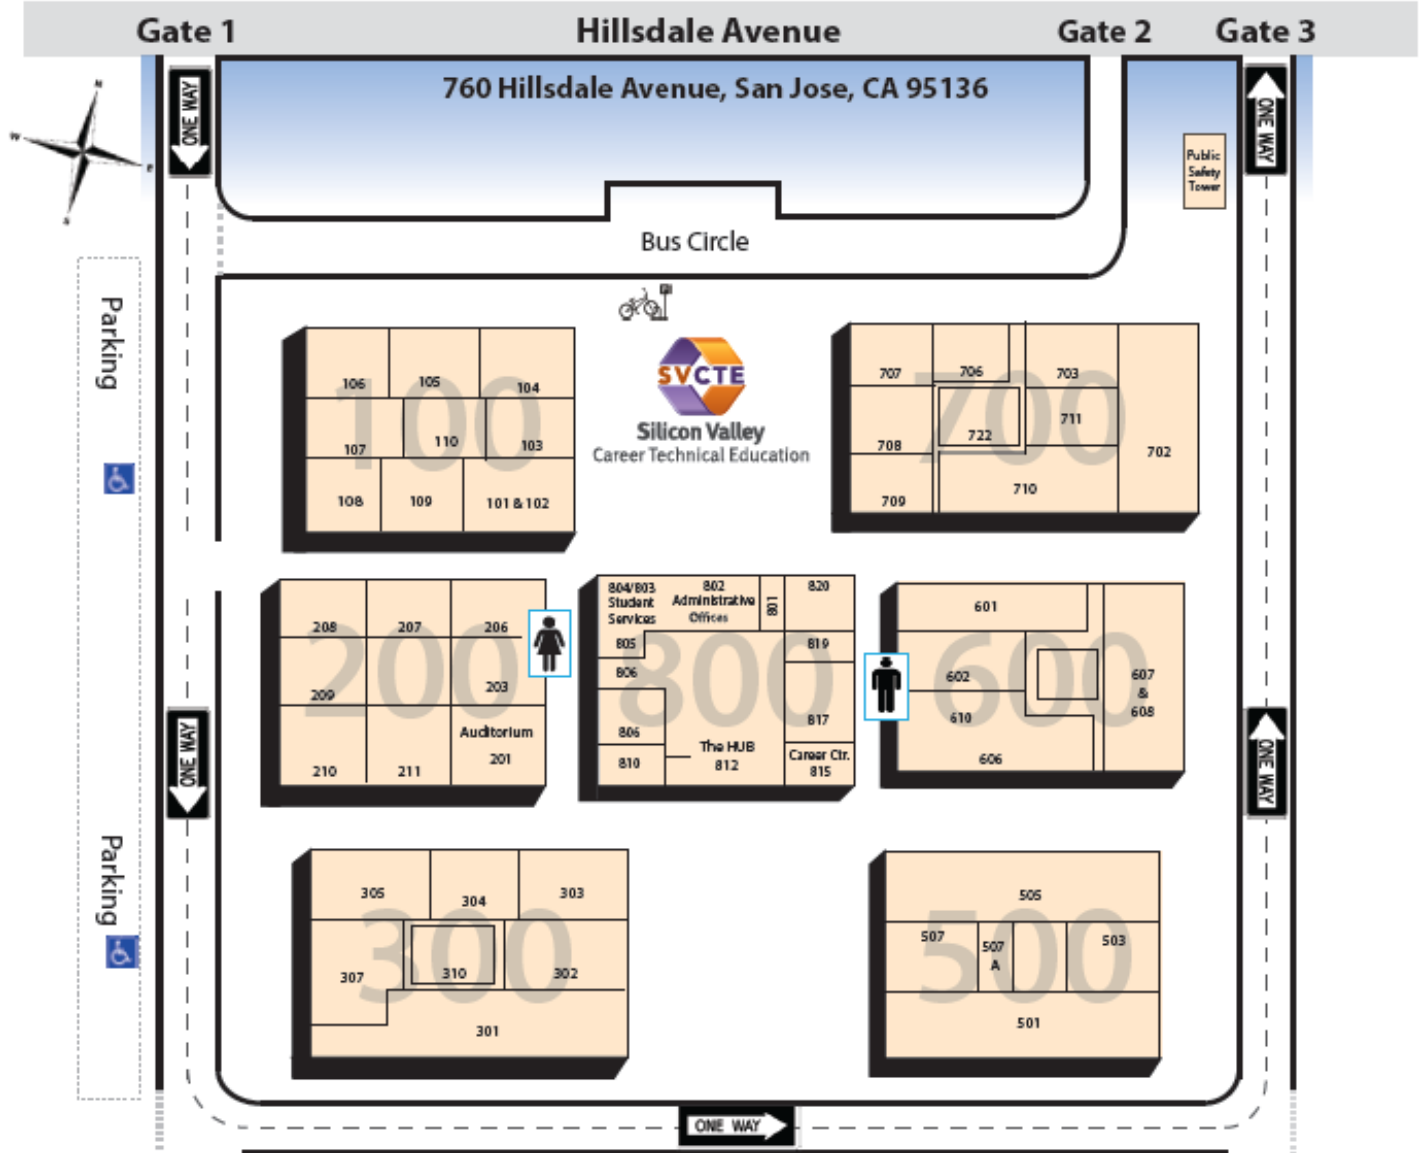 Gate 1
Hillsdale Avenue
Gate 2
Gate 3
760 Hillsdale Avenue, San Jose, CA 95136
ONE WAY
ONE WAY
N
W
E
S
Public
Safety
Tower
Bus Circle
Parking
SVCTE
Silicon Valley
Career Technical Education
100
106
105
104
107
110
103
108
109
101 & 102
700
707
706
703
708
722
711
702
709
710
200
208
207
206
209
203
Auditorium
201
210
211
800
804/803
Student
Services
802
Administrative
Offices
801
820
805
819
806
817
806
The HUB
812
810
Career Ctr.
815
600
601
602
607
&
608
610
606
ONE WAY
ONE WAY
Parking
300
305
304
303
307
310
302
301
500
505
507
507
A
503
501
ONE WAY